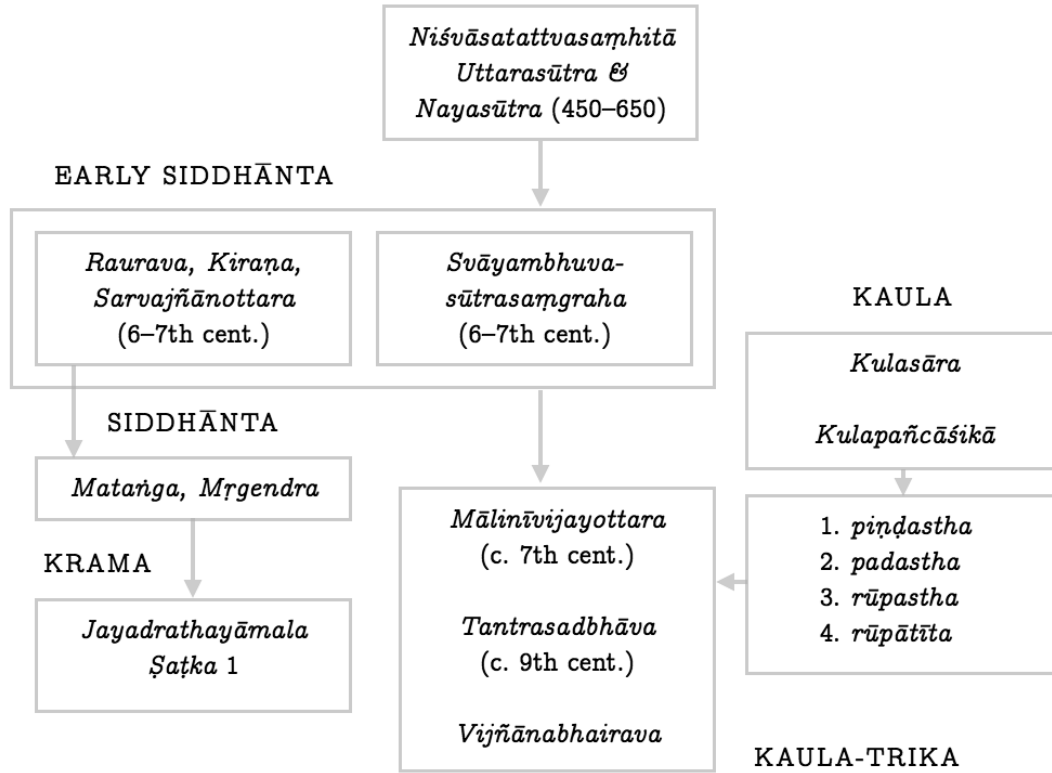 Niśvāsatattvasaṃhitā
Uttarasūtra &
Nayasūtra (450–650)
EARLY SIDDHĀNTA
Raurava, Kiraṇa,
Sarvajñānottara
(6–7th cent.)
Svāyambhuva-
sūtrasaṃgraha
(6–7th cent.)
KAULA
Kulasāra
Kulapañcāśikā
SIDDHĀNTA
Mataṅga, Mṛgendra
KRAMA
Jayadrathayāmala
Ṣaṭka 1
Mālinīvijayottara
(c. 7th cent.)
Tantrasadbhāva
(c. 9th cent.)
Vijñānabhairava
1. piṇḍastha
2. padastha
3. rūpastha
4. rūpātīta
KAULA-TRIKA